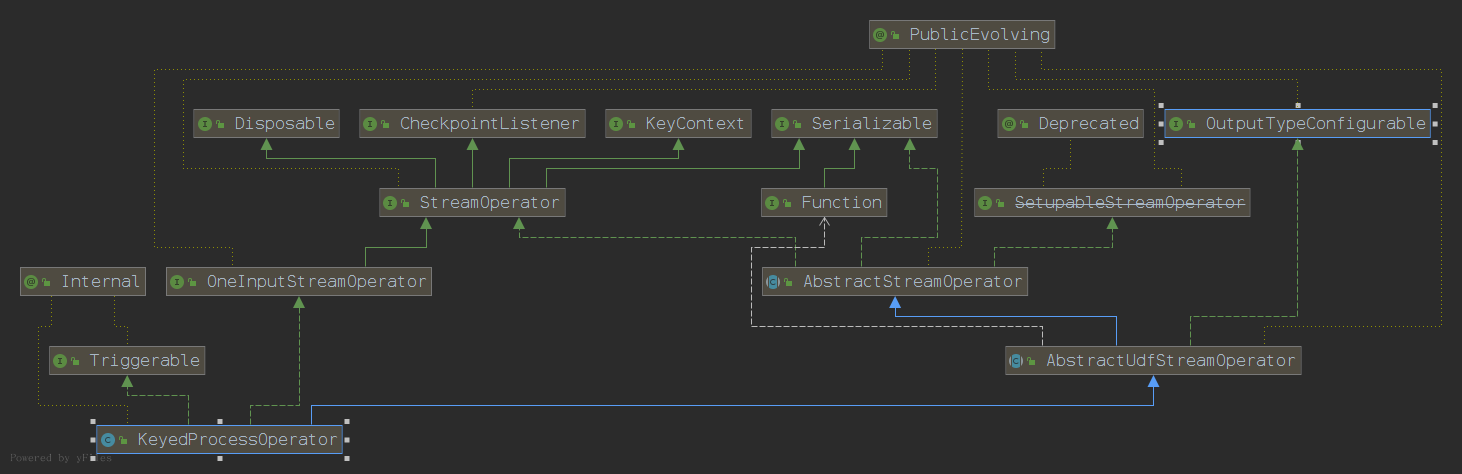 PublicEvolving
Disposable
CheckpointListener
KeyContext
Serializable
Deprecated
OutputTypeConfigurable
StreamOperator
Function
SetupableStreamOperator
Internal
OneInputStreamOperator
AbstractStreamOperator
Triggerable
AbstractUdfStreamOperator
KeyedProcessOperator
Powered by yFiles